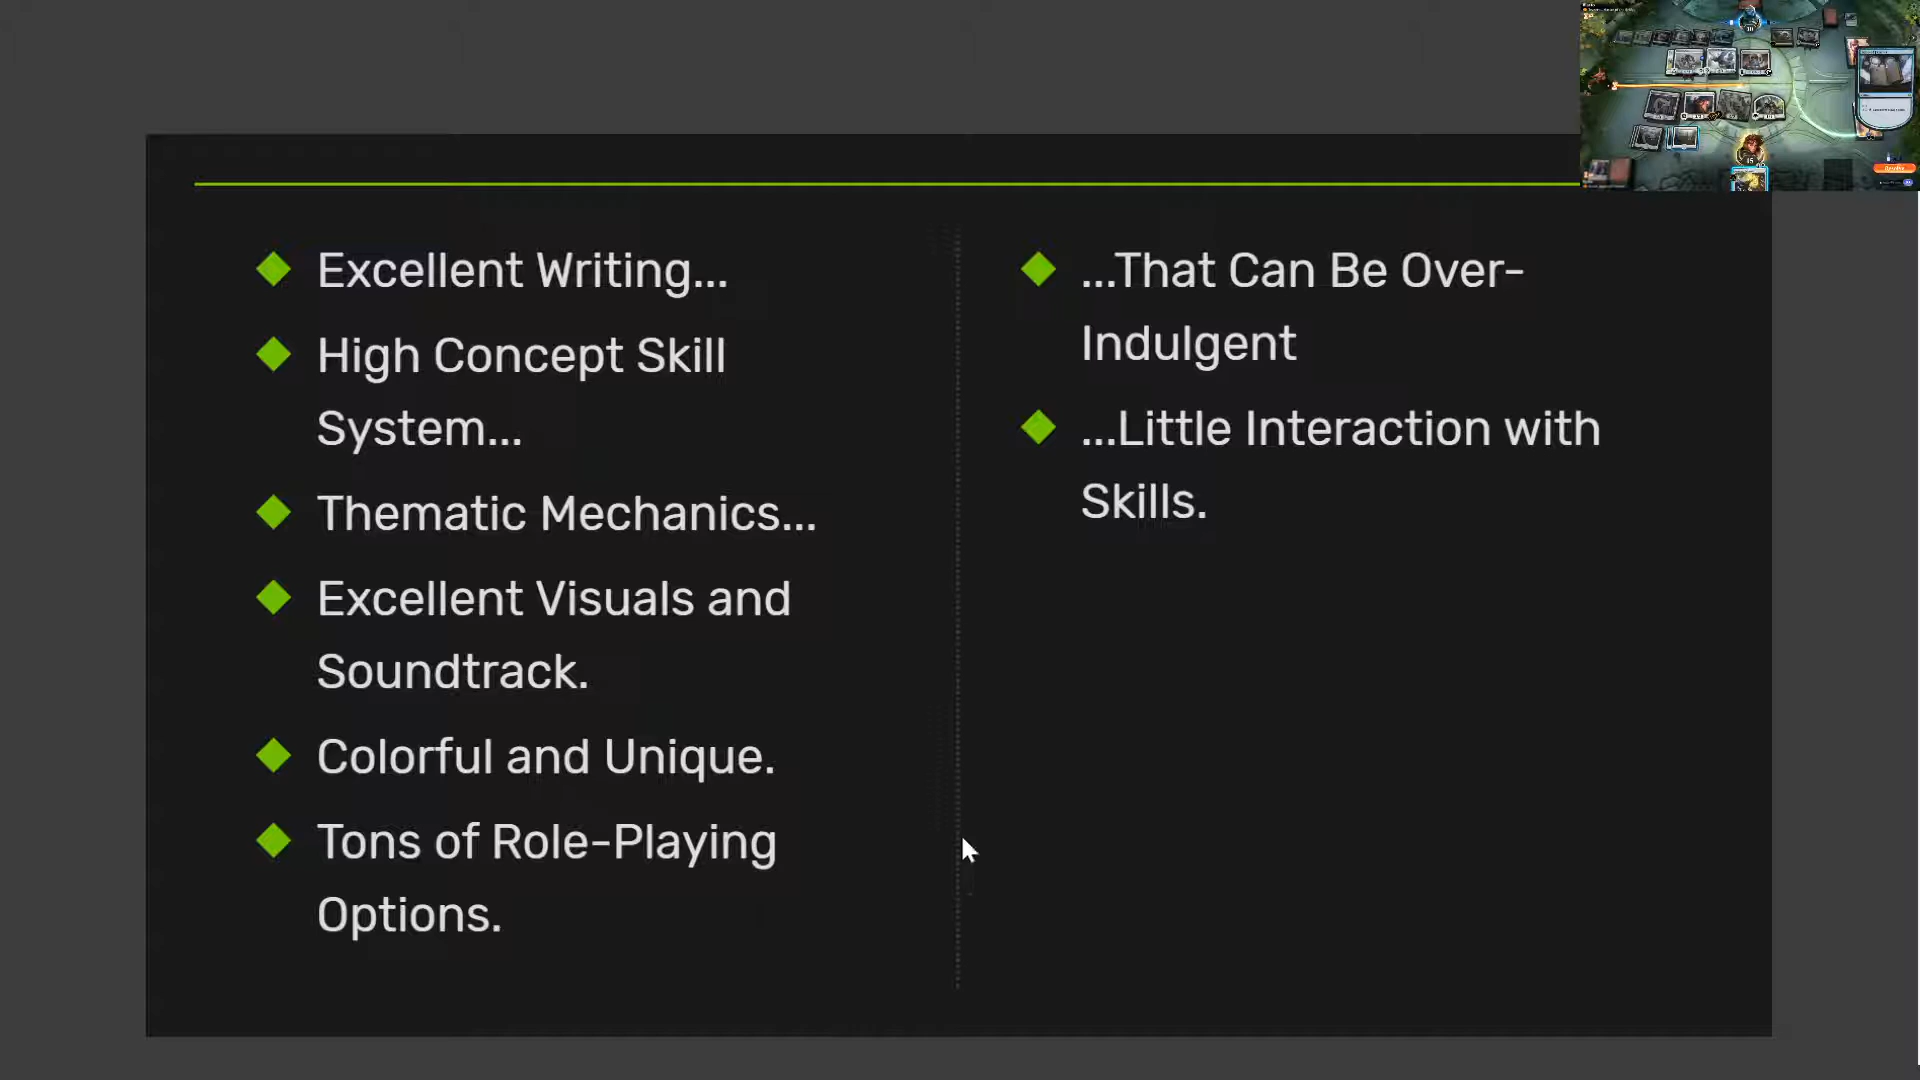 Excellent Writing...
High Concept Skill
System...
Thematic Mechanics...
Excellent Visuals and
Soundtrack.
Colorful and Unique.
Tons of Role-Playing
Options.
...That Can Be Over-
Indulgent
...Little Interaction with
Skills.